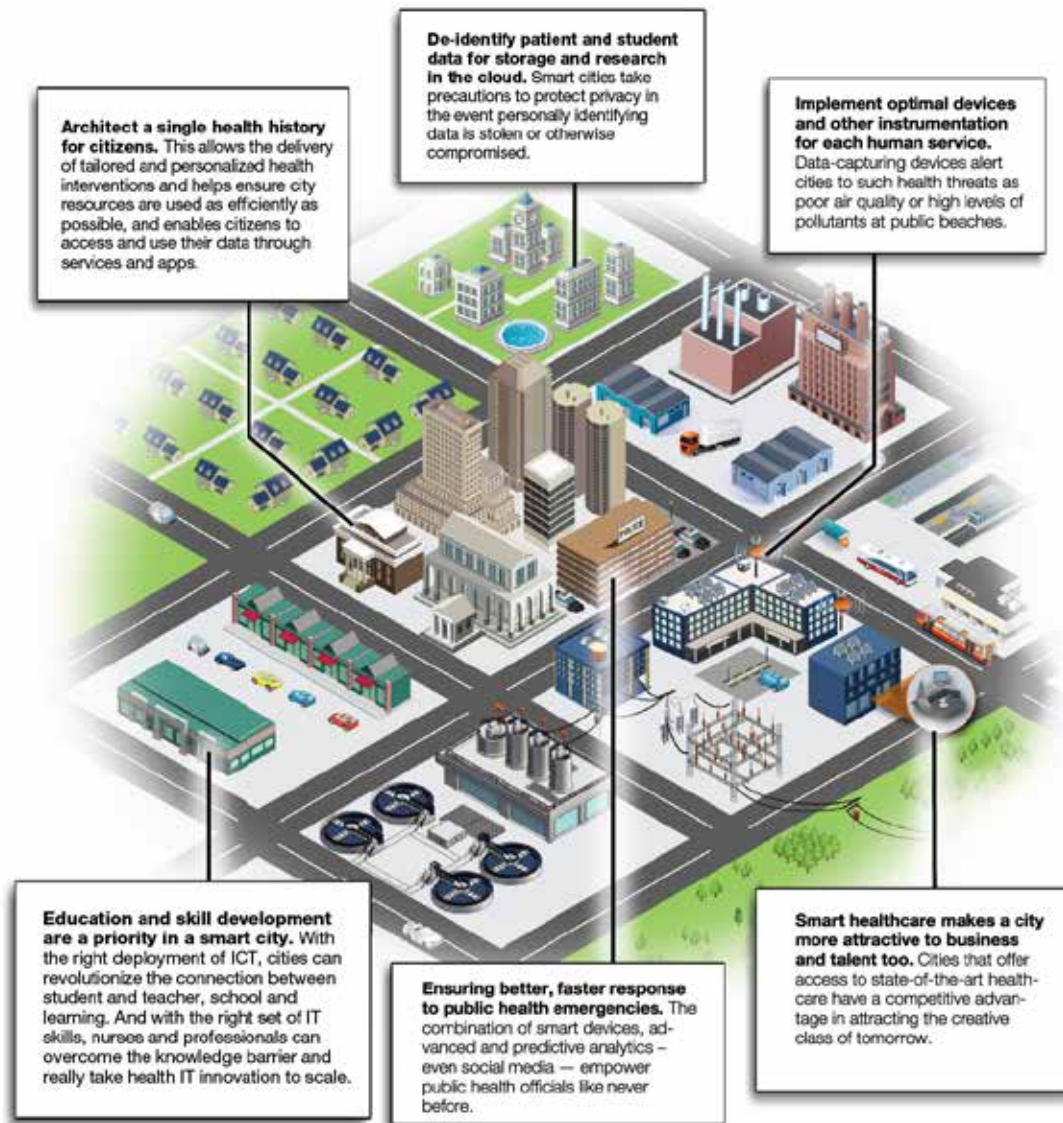 De-identify patient and student
data for storage and research
in the cloud. Smart cities take
precautions to protect privacy in
the event personally identifying
data is stolen or otherwise
compromised.
Architect a single health history
for citizens. This allows the delivery
of tailored and personalized health
interventions and helps ensure city
resources are used as efficiently as
possible, and enables citizens to
access and use their data through
services and apps.
Implement optimal devices
and other instrumentation
for each human service.
Data-capturing devices alert
cities to such health threats as
poor air quality or high levels of
pollutants at public beaches.
POLICE
Education and skill development
are a priority in a smart city. With
the right deployment of ICT, cities can
revolutionize the connection between
student and teacher, school and
learning. And with the right set of IT
skills, nurses and professionals can
overcome the knowledge barrier and
really take health IT innovation to scale.
Ensuring better, faster response
to public health emergencies. The
combination of smart devices, ad-
vanced and predictive analytics –
even social media — empower
public health officials like never
before.
Smart healthcare makes a city
more attractive to business
and talent too. Cities that offer
access to state-of-the-art health-
care have a competitive advan-
tage in attracting the creative
class of tomorrow.